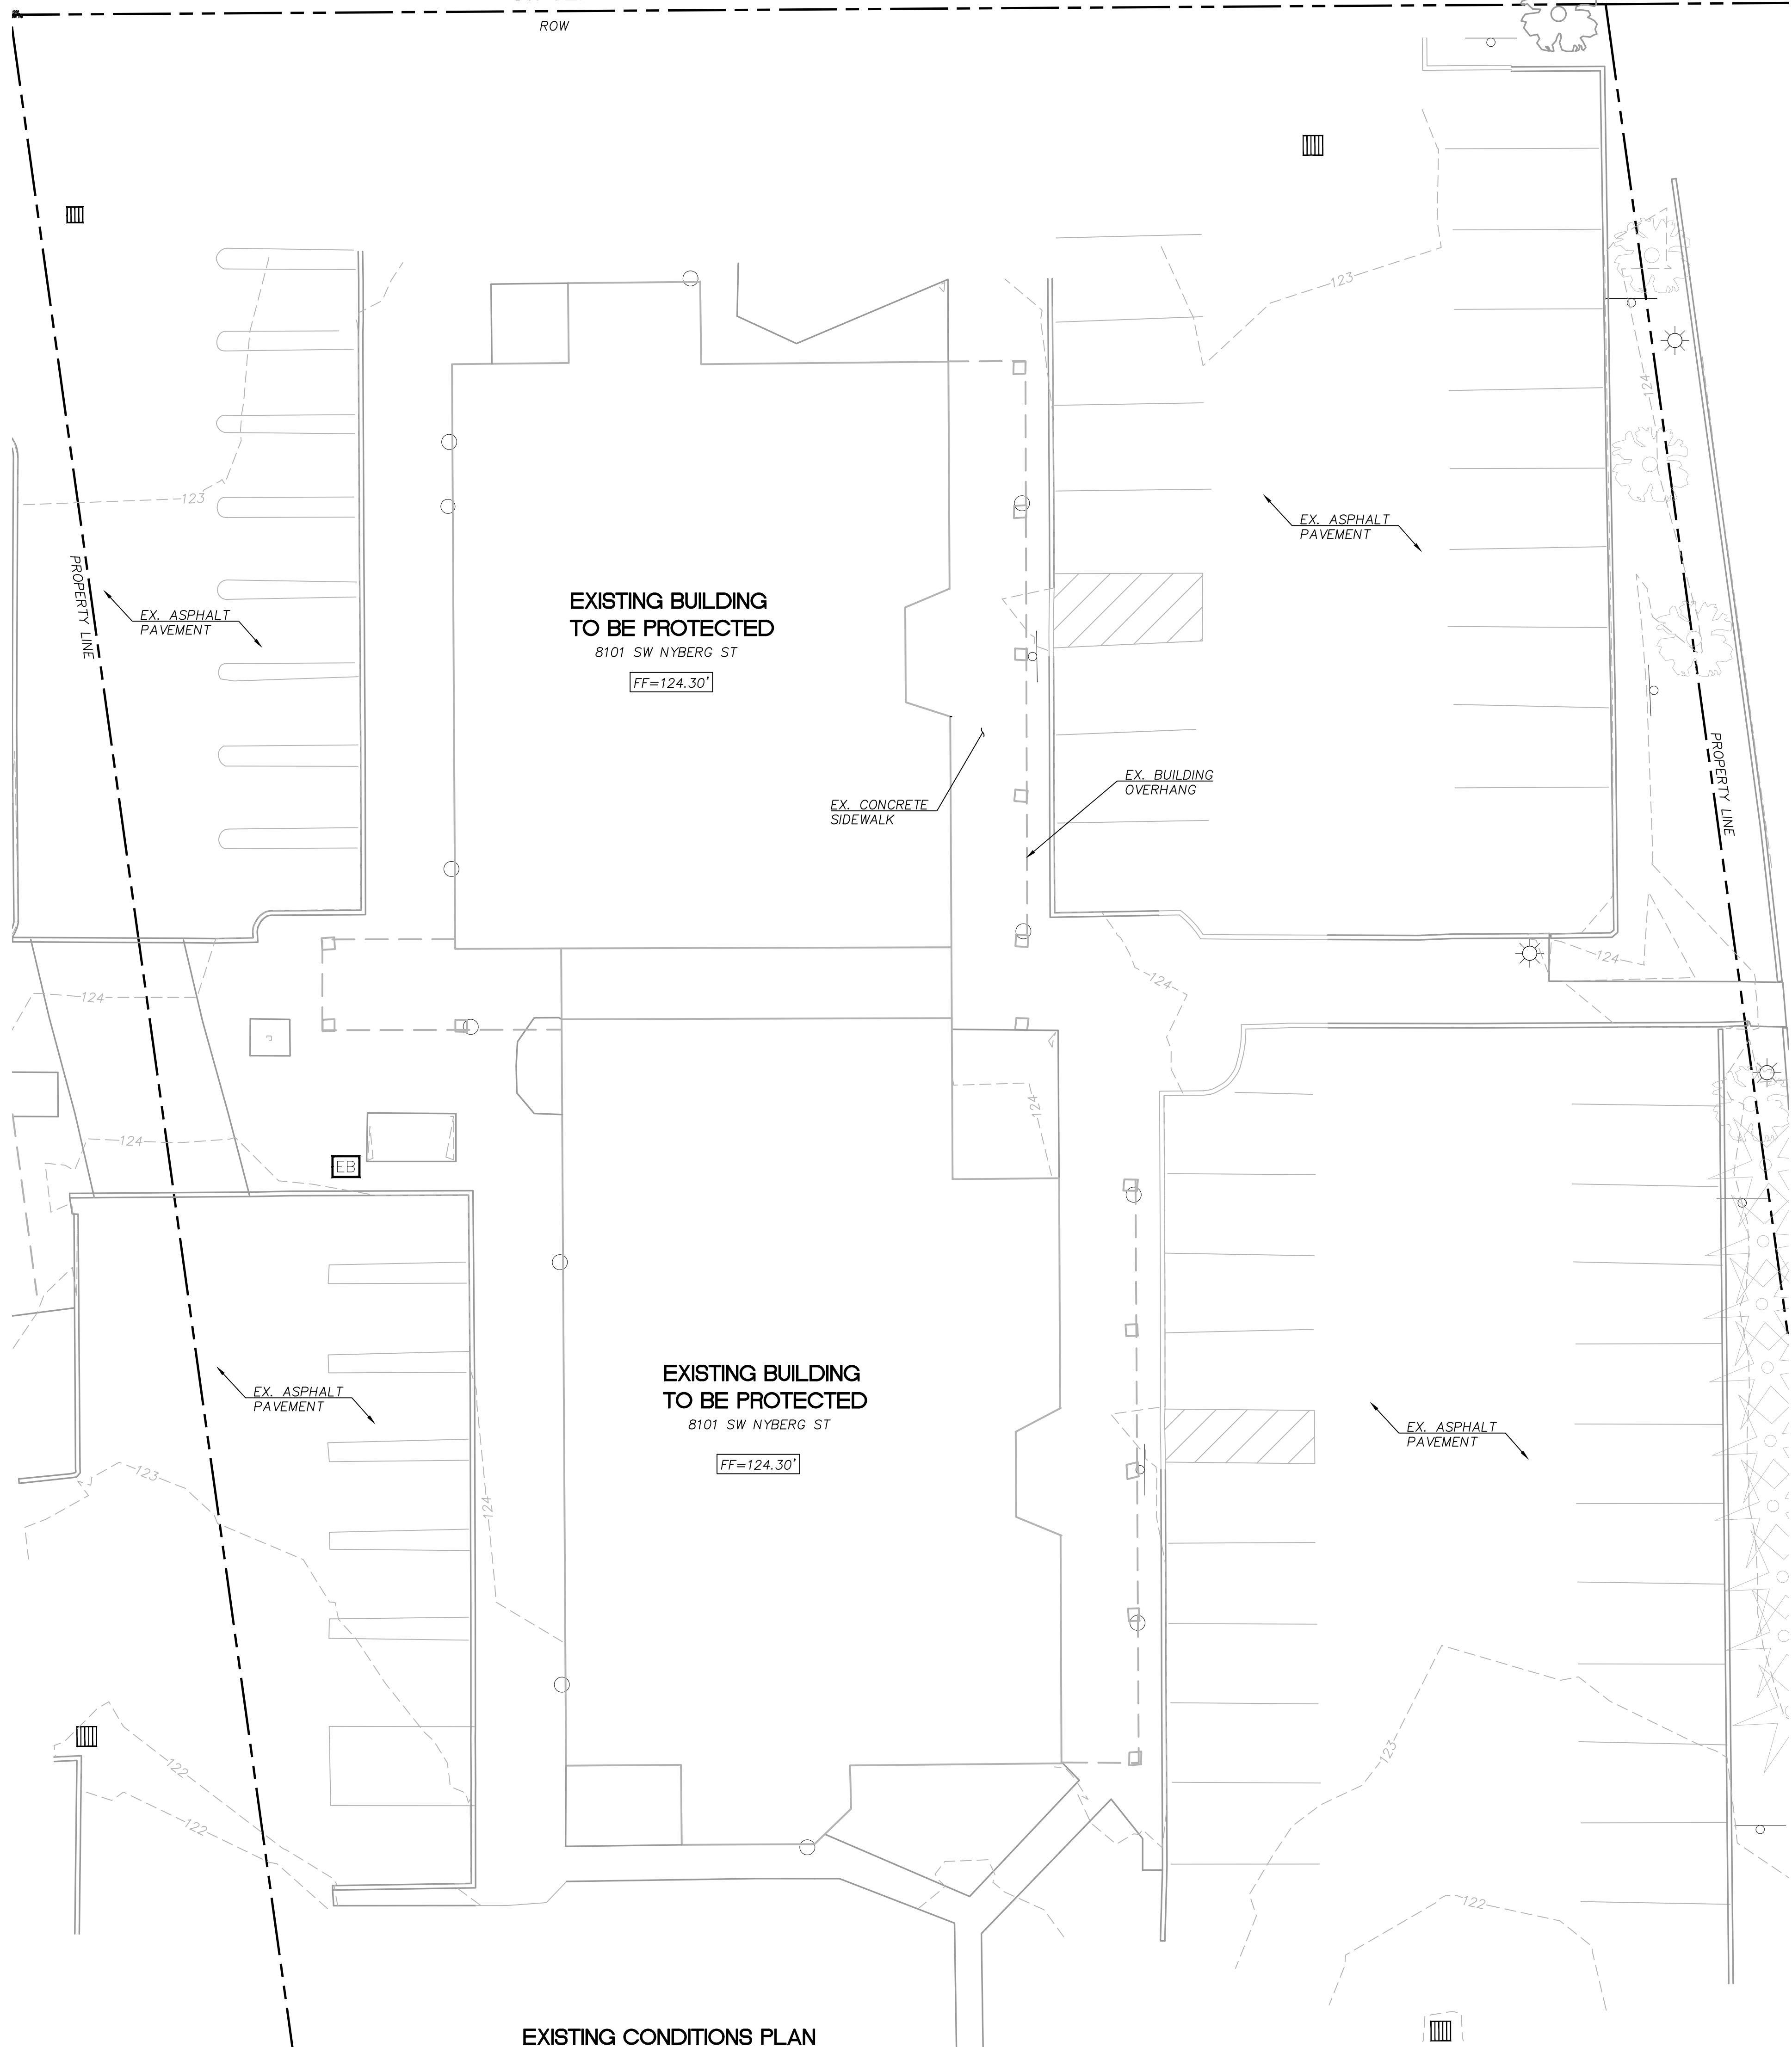 ROW
123
124
123
EX. ASPHALT
PAVEMENT
PROPERTY LINE
EX. ASPHALT
PAVEMENT
EXISTING BUILDING
TO BE PROTECTED
8101 SW NYBERG ST
FF=124.30'
PROPERTY LINE
EX. BUILDING
OVERHANG
EX. CONCRETE
SIDEWALK
124
124
124
124
124
EB
EXISTING BUILDING
TO BE PROTECTED
8101 SW NYBERG ST
FF=124.30'
EX. ASPHALT
PAVEMENT
EX. ASPHALT
PAVEMENT
123
124
123
122
122
122
EXISTING CONDITIONS PLAN